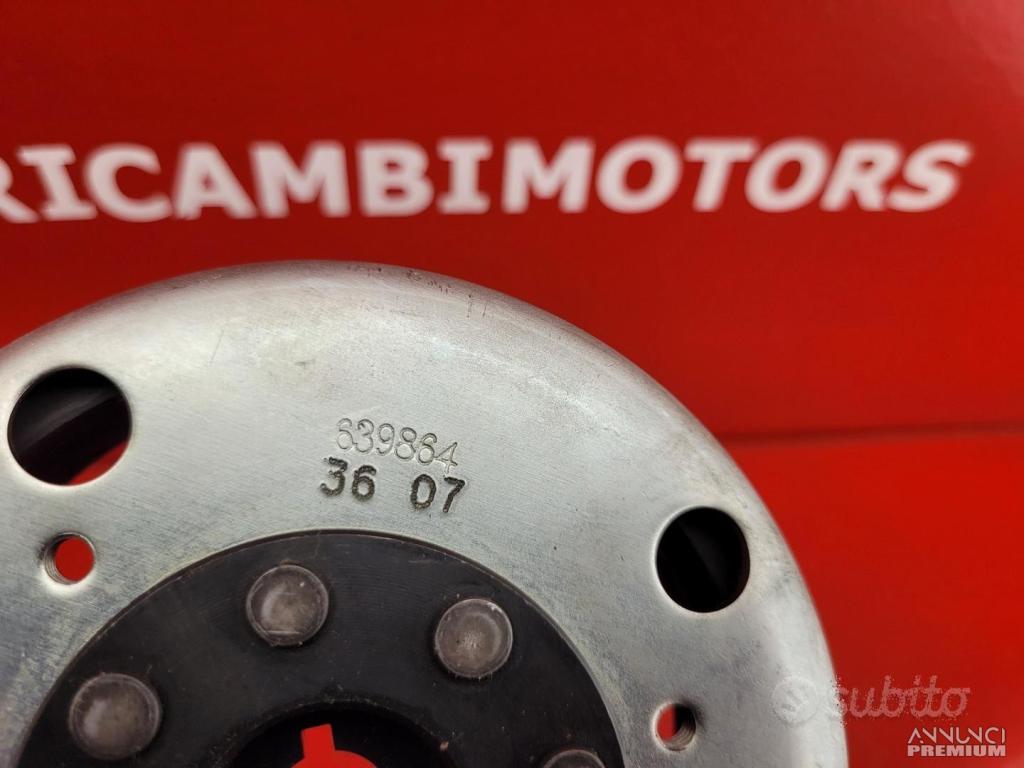 RICAMBIMOTORS
639864
36 07
subito
ANNUNCI
PREMIUM